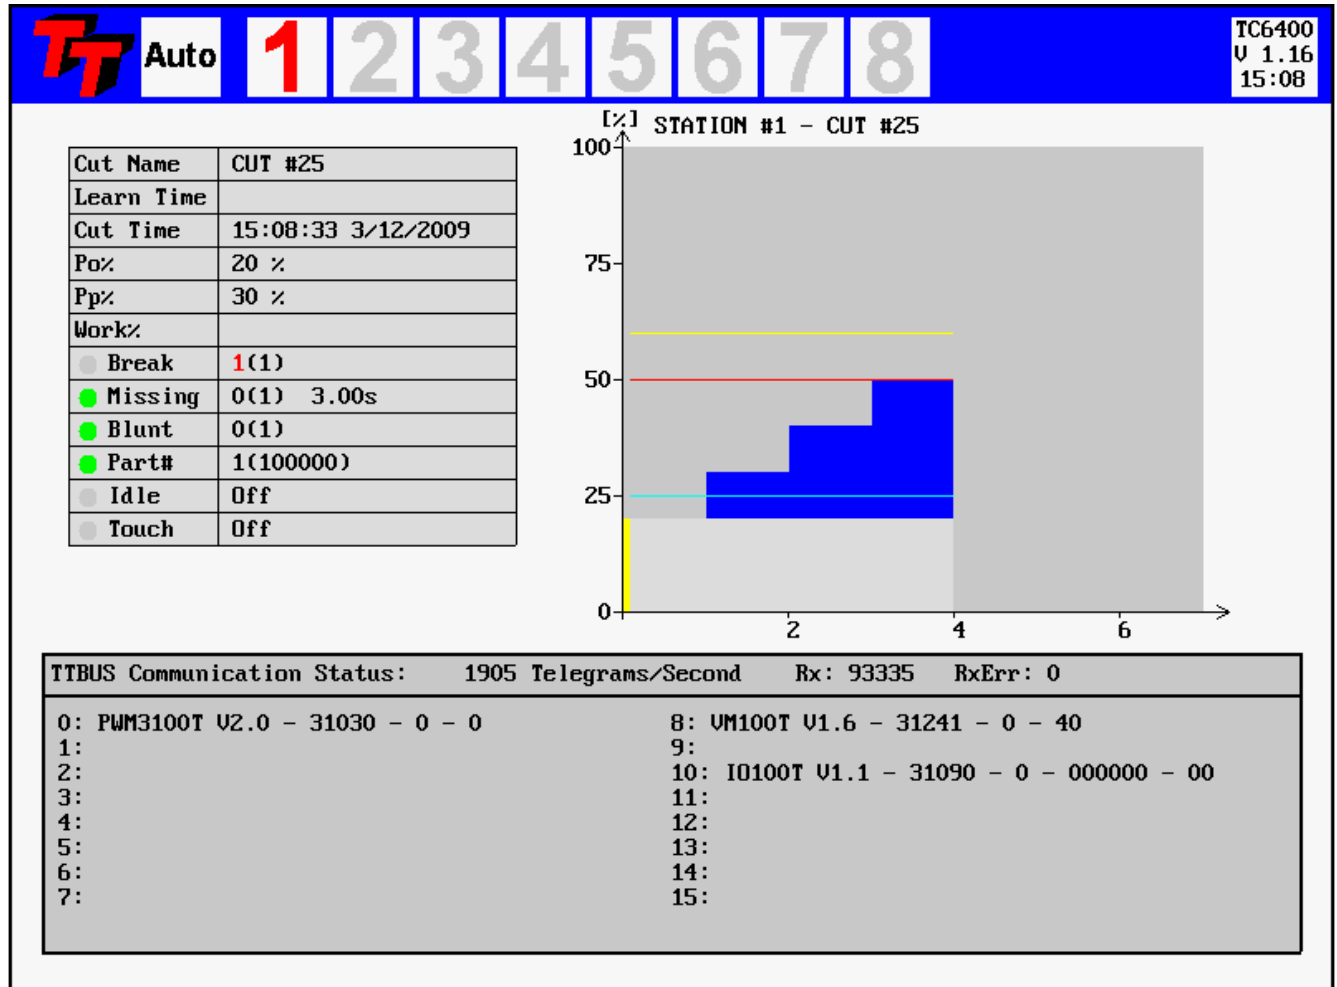 TT Auto 1 2 3 4 5 6 7 8
TC6400
V 1.16
15:08
Cut Name CUT #25
Learn Time
Cut Time 15:08:33 3/12/2009
Po% 20 %
Pp% 30 %
Work%
Break 1(1)
Missing 0(1) 3.00s
Blunt 0(1)
Part# 1(100000)
Idle Off
Touch Off
[%] STATION #1 - CUT #25
100
75
50
25
0
2 4 6
TTBUS Communication Status: 1905 Telegrams/Second Rx: 93335 RxErr: 0
0: PWM3100T V2.0 - 31030 - 0 - 0
1:
2:
3:
4:
5:
6:
7:
8: VM100T V1.6 - 31241 - 0 - 40
9:
10: IO100T V1.1 - 31090 - 0 - 000000 - 00
11:
12:
13:
14:
15: